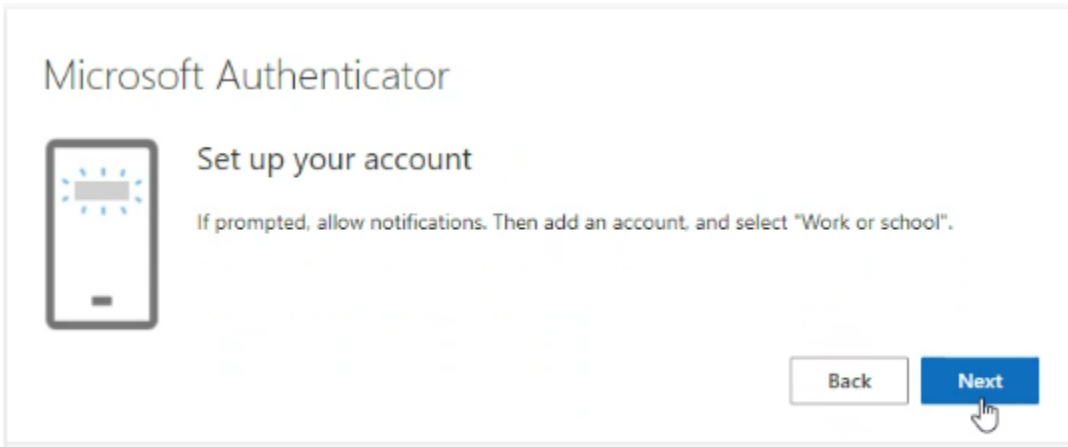 Microsoft Authenticator
Set up your account
If prompted, allow notifications. Then add an account, and select "Work or school".
Back
Next